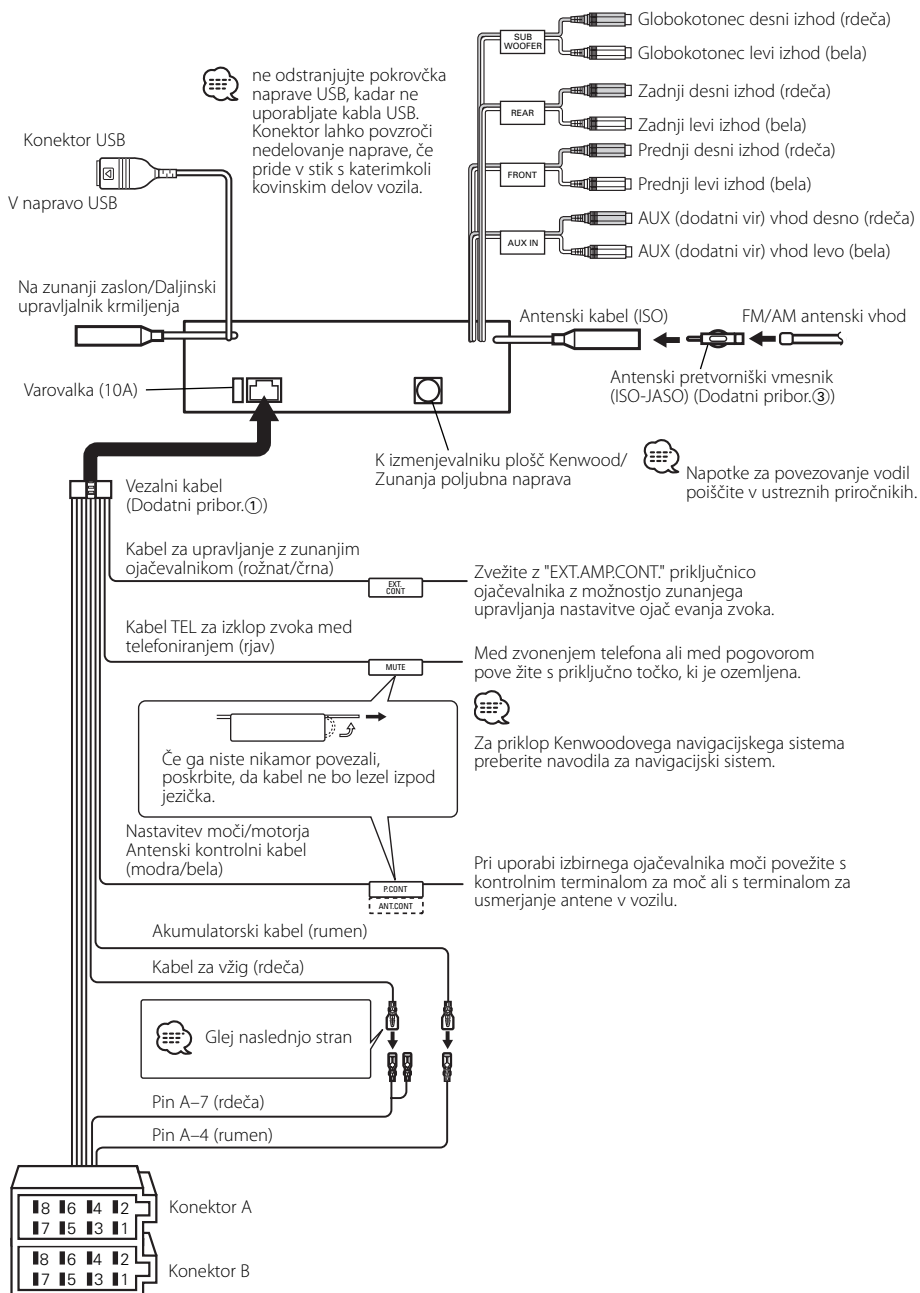 SUB
WOOFER
Globokotonec desni izhod (rdeča)
Globokotonec levi izhod (bela)
ne odstranjujte pokrovčka
naprave USB, kadar ne
uporabljate kabla USB.
Konektor lahko povzroči
nedelovanje naprave, če
pride v stik s katerimkoli
kovinskim delov vozila.
REAR
Zadnji desni izhod (rdeča)
Zadnji levi izhod (bela)
Konektor USB
V napravo USB
FRONT
Prednji desni izhod (rdeča)
Prednji levi izhod (bela)
AUX IN
AUX (dodatni vir) vhod desno (rdeča)
AUX (dodatni vir) vhod levo (bela)
Na zunanji zaslon/Daljinski
upravljalnik krmiljenja
Antenski kabel (ISO)
FM/AM antenski vhod
Antenski pretvorniški vmesnik
(ISO-JASO) (Dodatni pribor.③)
Varovalka (10A)
K izmenjevalniku plošč Kenwood/
Zunanja poljubna naprava
Napotke za povezovanje vodil
poiščite v ustreznih priročnikih.
Vezalni kabel
(Dodatni pribor.①)
Kabel za upravljanje z zunanjim
ojačevalnikom (rožnat/črna)
EXT.
CONT
Zvežite z "EXT.AMP.CONT." priključnico
ojačevalnika z možnostjo zunanjega
upravljanja nastavitve ojač evanja zvoka.
Kabel TEL za izklop zvoka med
telefoniranjem (rjav)
MUTE
Med zvonenjem telefona ali med pogovorom
pove žite s priključno točko, ki je ozemljena.
Za priklop Kenwoodovega navigacijskega sistema
preberite navodila za navigacijski sistem.
Če ga niste nikamor povezali,
poskrbite, da kabel ne bo lezel izpod
jezička.
Nastavitev moči/motorja
Antenski kontrolni kabel
(modra/bela)
P.CONT
ANT.CONT
Pri uporabi izbirnega ojačevalnika moči povežite s
kontrolnim terminalom za moč ali s terminalom za
usmerjanje antene v vozilu.
Akumulatorski kabel (rumen)
Kabel za vžig (rdeča)
Glej naslednjo stran
Pin A–7 (rdeča)
Pin A–4 (rumen)
8 6 4 2
7 5 3 1
Konektor A
8 6 4 2
7 5 3 1
Konektor B